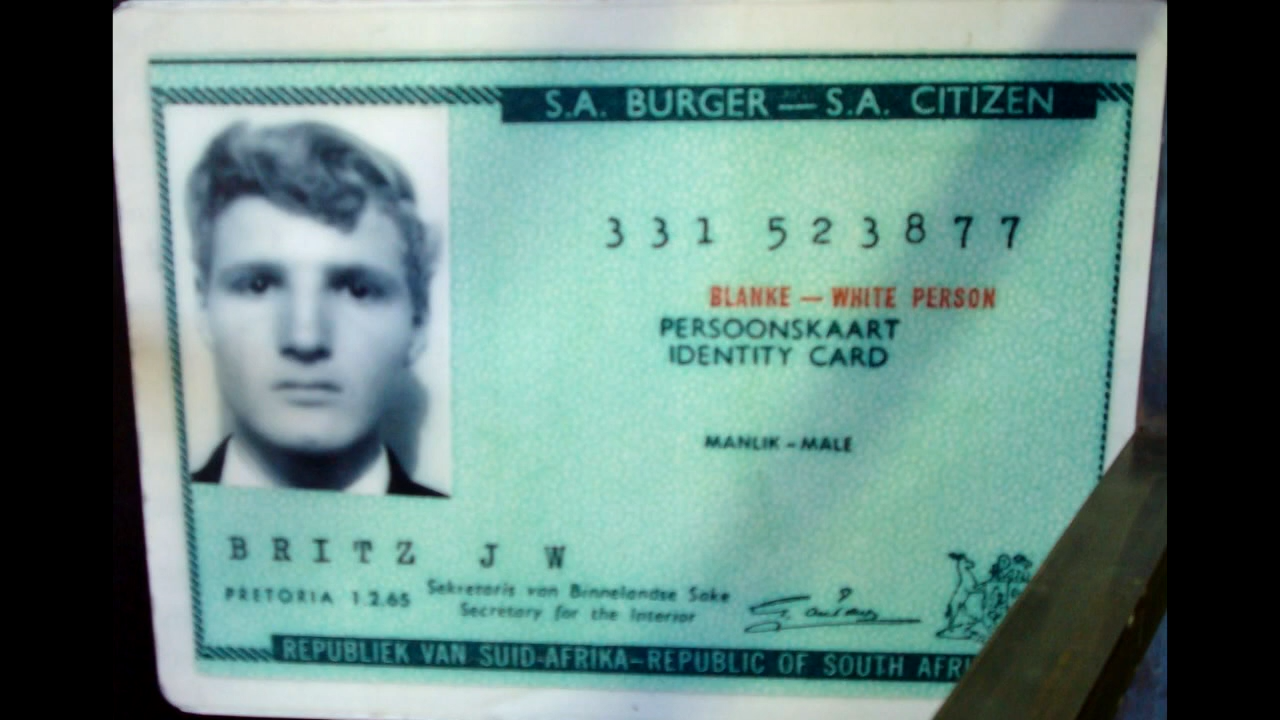 S.A. BURGER — S.A. CITIZEN
331 523877
BLANKE — WHITE PERSON
PERSOONSKAART
IDENTITY CARD
MANLIK – MALE
BRITZ J W
PRETORIA 1.2.65
Sekretaris van Binnelandse Sake
Secretary for the Interior
REPUBLIEK VAN SUID-AFRIKA–REPUBLIC OF SOUTH AFRI